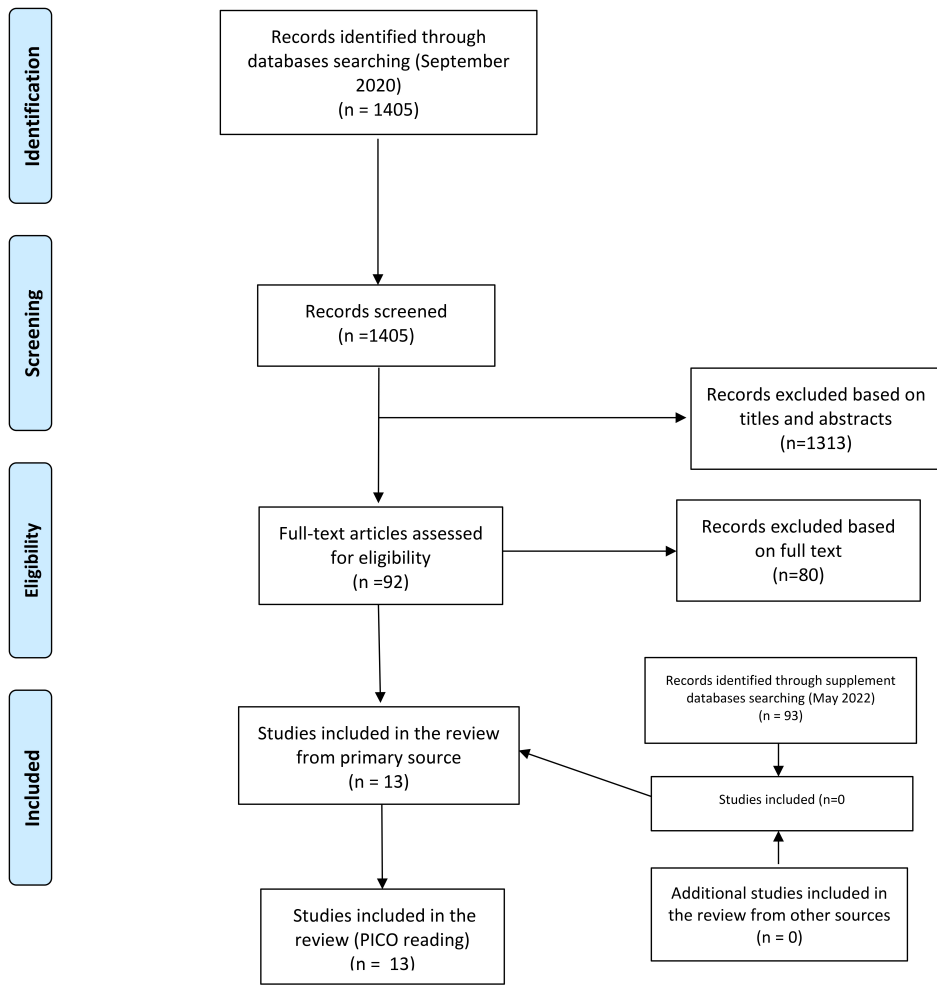 Identification
Records identified through
databases searching (September
2020)
(n = 1405)
Screening
Records screened
(n =1405)
Records excluded based on
titles and abstracts
(n=1313)
Eligibility
Full-text articles assessed
for eligibility
(n =92)
Records excluded based
on full text
(n=80)
Included
Records identified through supplement
databases searching (May 2022)
(n = 93)
Studies included in the review
from primary source
(n = 13)
Studies included (n=0
Additional studies included in
the review from other sources
(n = 0)
Studies included in the
review (PICO reading)
(n =  13)